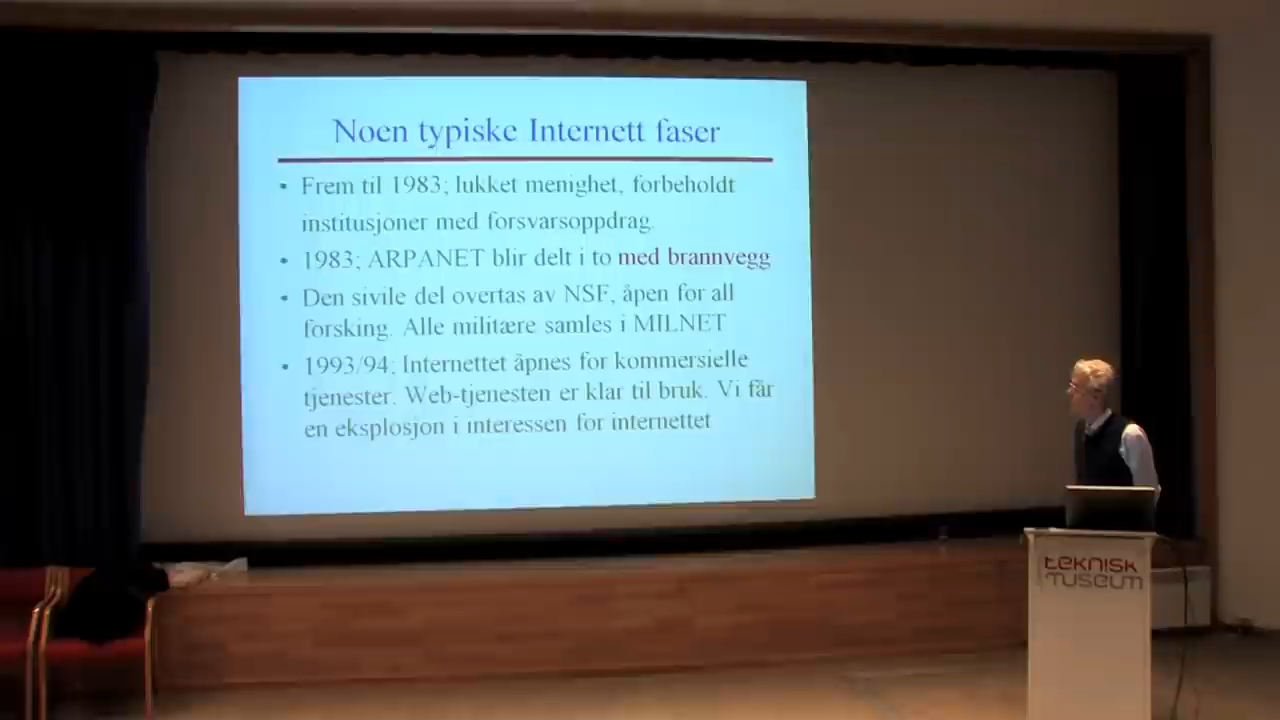 Noen typiske Internett faser
• Frem til 1983; lukket menighet, forbeholdt
institusjoner med forsvarsoppdrag.
• 1983; ARPANET blir delt i to med brannvegg
• Den sivile del overtas av NSF, åpen for all
forsking. Alle militære samles i MILNET
• 1993/94; Internettet åpnes for kommersielle
tjenester. Web-tjenesten er klar til bruk. Vi får
en eksplosjon i interessen for internettet
teknisk
museum